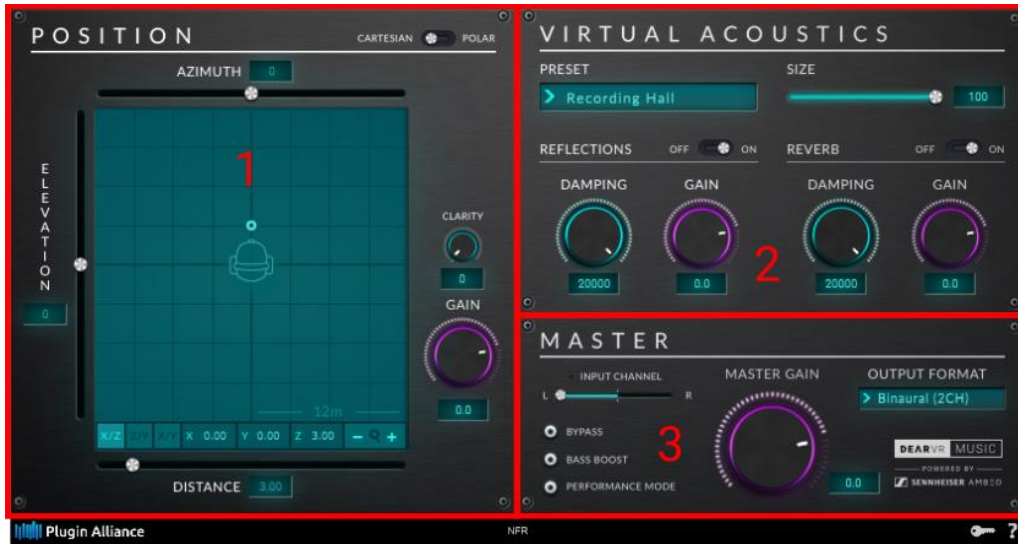 POSITION
CARTESIAN POLAR
AZIMUTH 0
1
ELEVATION
0
CLARITY
0
GAIN
0.0
12m
X/Z Z/Y X/Y X 0.00 Y 0.00 Z 3.00 - +
DISTANCE 3.00
VIRTUAL ACOUSTICS
PRESET
Recording Hall
SIZE
100
REFLECTIONS OFF ON
DAMPING GAIN
20000 0.0
REVERB OFF ON
DAMPING GAIN
20000 0.0
2
MASTER
INPUT CHANNEL
L R
BYPASS
BASS BOOST
PERFORMANCE MODE
3
MASTER GAIN
0.0
OUTPUT FORMAT
Binaural (2CH)
DEARVR MUSIC
POWERED BY
SENNHEISER AMBEO
Plugin Alliance NFR ?